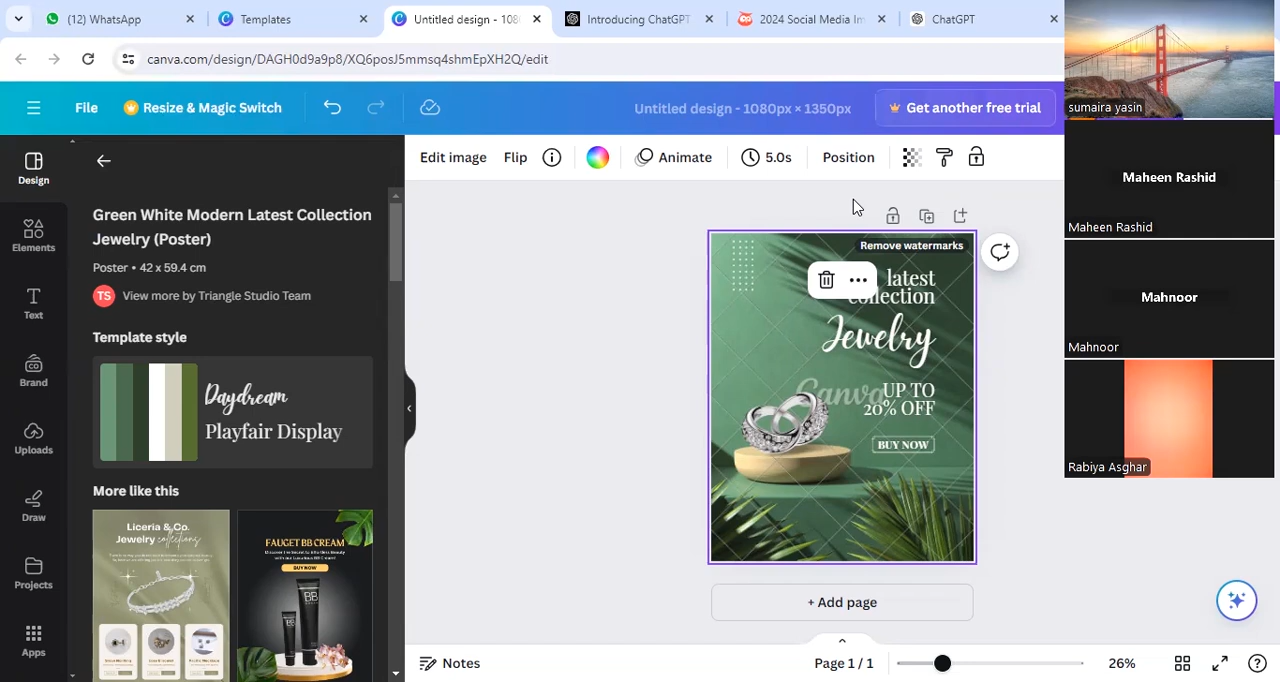 (12) WhatsApp
Templates
Untitled design - 108
Introducing ChatGPT
2024 Social Media Im
ChatGPT
canva.com/design/DAGH0d9a9p8/XQ6posJ5mmsq4shmEpXH2Q/edit
File
Resize & Magic Switch
Untitled design - 1080px × 1350px
Get another free trial
sumaira yasin
Design
Elements
Text
Brand
Uploads
Draw
Projects
Apps
Green White Modern Latest Collection
Jewelry (Poster)
Poster • 42 x 59.4 cm
TS
View more by Triangle Studio Team
Template style
Daydream
Playfair Display
More like this
Liceria & Co.
Jewelry collections
FAUGET BB CREAM
BUY NOW
BB
Edit image
Flip
Animate
5.0s
Position
Remove watermarks
latest
collection
Jewelry
Canva
UP TO
20% OFF
BUY NOW
+ Add page
Notes
Page 1 / 1
26%
Maheen Rashid
Maheen Rashid
Mahnoor
Mahnoor
Rabiya Asghar